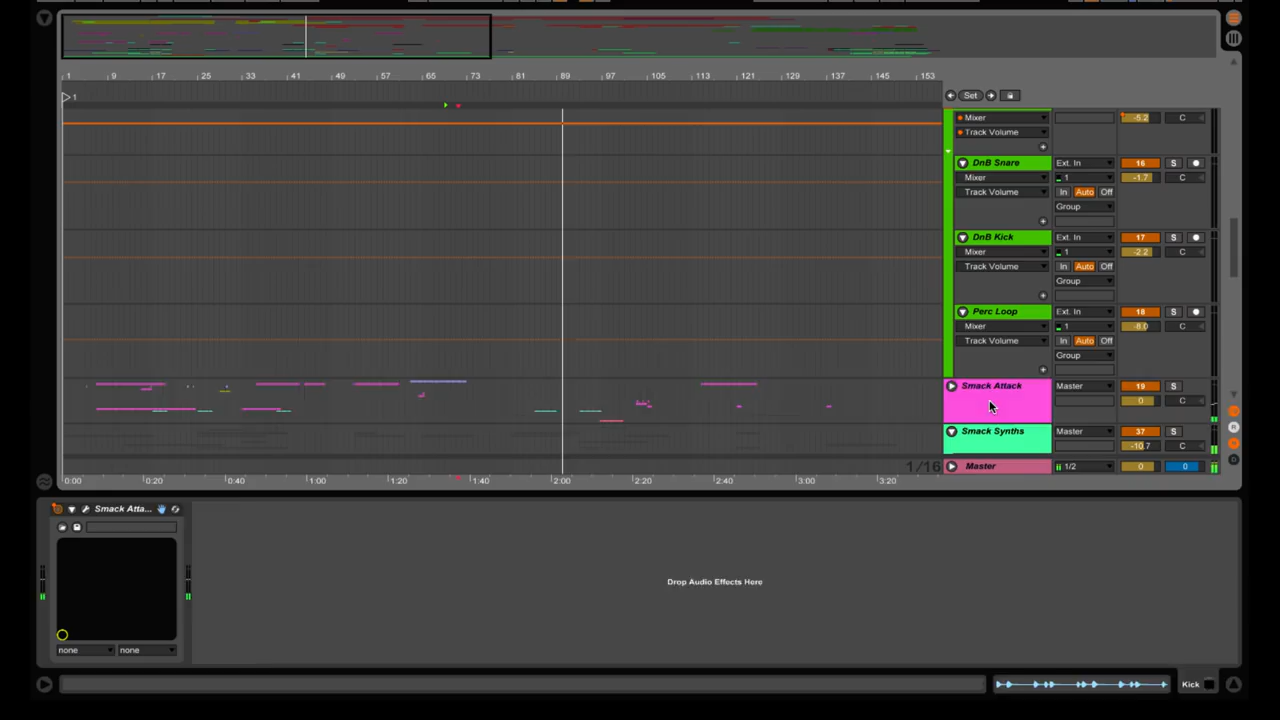 1 9 17 25 33 41 49 57 65 73 81 89 97 105 113 121 129 137 145 153
1
Set
Mixer -5.2 C
Track Volume
DnB Snare Ext. In 16 S
Mixer 1 -1.7 C
Track Volume In Auto Off
Group
DnB Kick Ext. In 17 S
Mixer 1 -2.2 C
Track Volume In Auto Off
Group
Perc Loop Ext. In 18 S
Mixer 1 -8.0 C
Track Volume In Auto Off
Group
Smack Attack Master 19 S
0 C
Smack Synths Master 37 S
-10.7 C
1/16 Master 1/2 0 0
0:00 0:20 0:40 1:00 1:20 1:40 2:00 2:20 2:40 3:00 3:20
Smack Atta...
Drop Audio Effects Here
none none
Kick